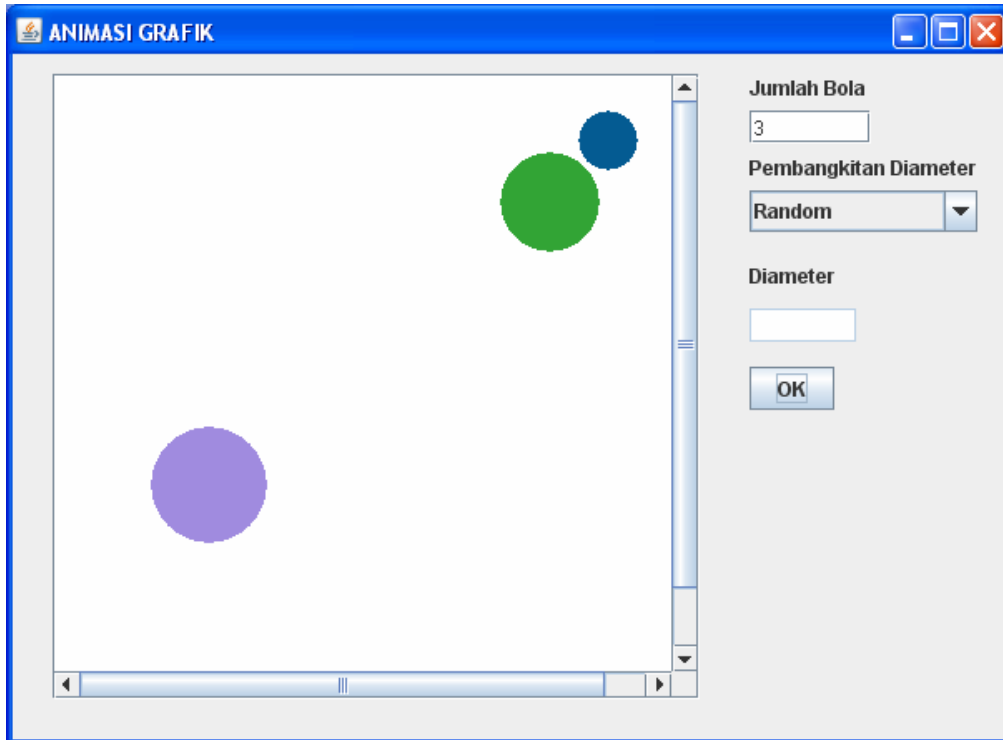 ANIMASI GRAFIK
Jumlah Bola
3
Pembangkitan Diameter
Random
Diameter
OK